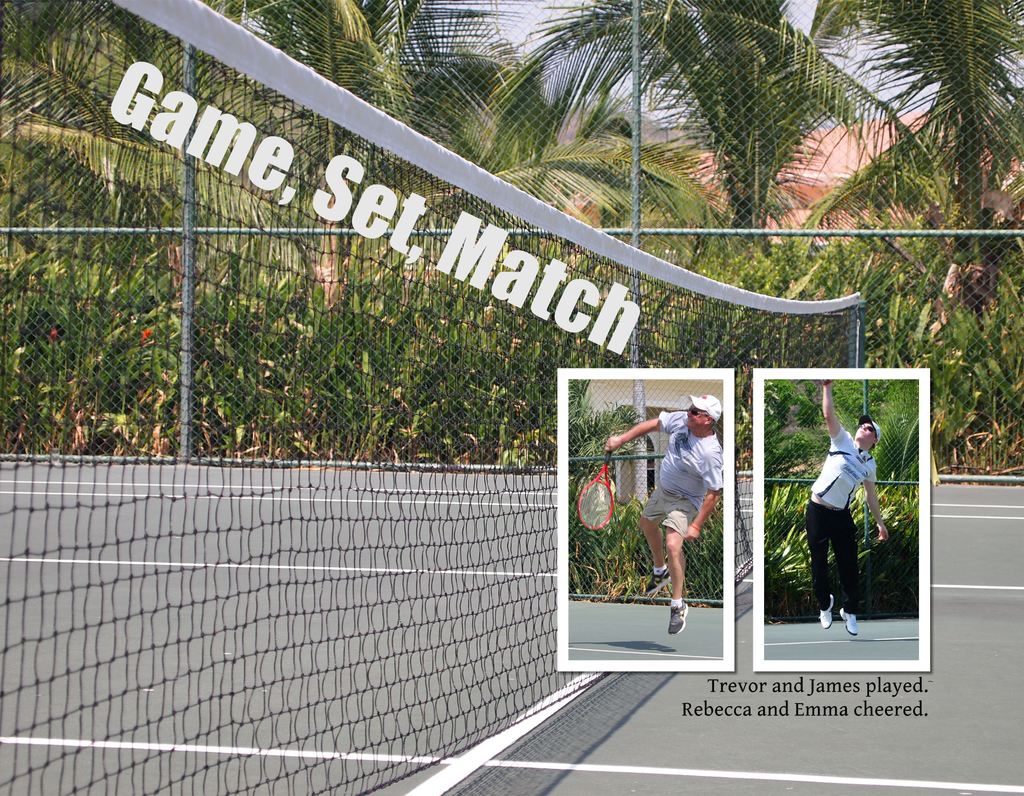 Game, Set, Match
Trevor and James played.
Rebecca and Emma cheered.